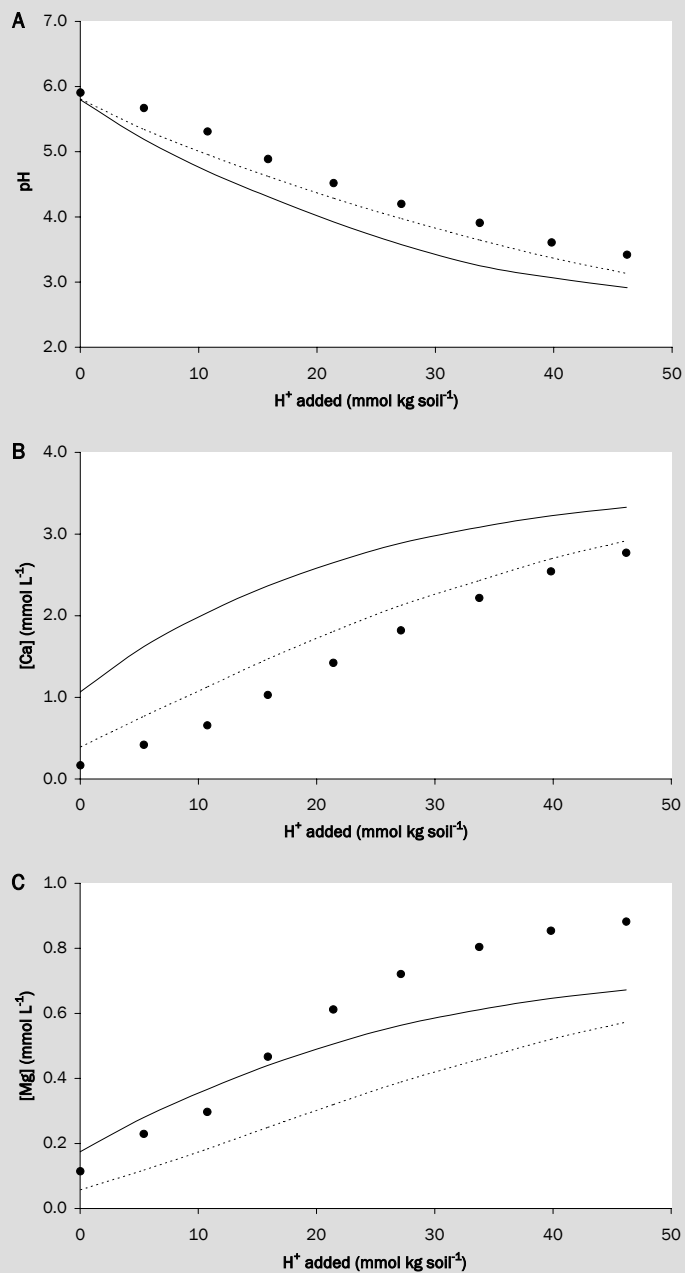 A
7.0
6.0
5.0
4.0
3.0
2.0
pH
0 10 20 30 40 50
H⁺ added (mmol kg soil⁻¹)
B
4.0
3.0
2.0
1.0
0.0
[Ca] (mmol L⁻¹)
0 10 20 30 40 50
H⁺ added (mmol kg soil⁻¹)
C
1.0
0.8
0.6
0.4
0.2
0.0
[Mg] (mmol L⁻¹)
0 10 20 30 40 50
H⁺ added (mmol kg soil⁻¹)